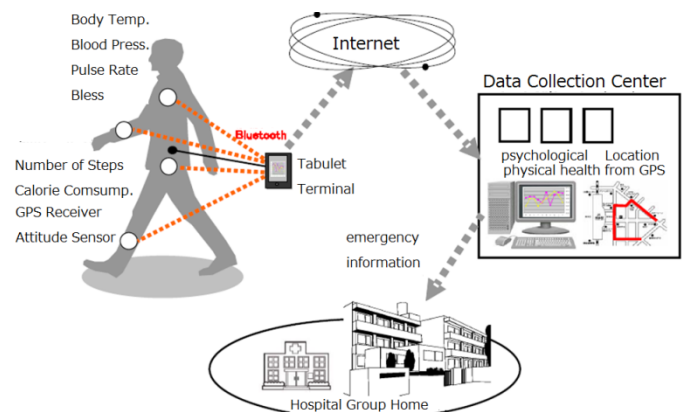 Body Temp.
Blood Press.
Pulse Rate
Bless
Number of Steps
Calorie Comsump.
GPS Receiver
Attitude Sensor
Bluetooth
Tabulet
Terminal
Internet
Data Collection Center
psychological
physical health
Location
from GPS
emergency
information
Hospital Group Home